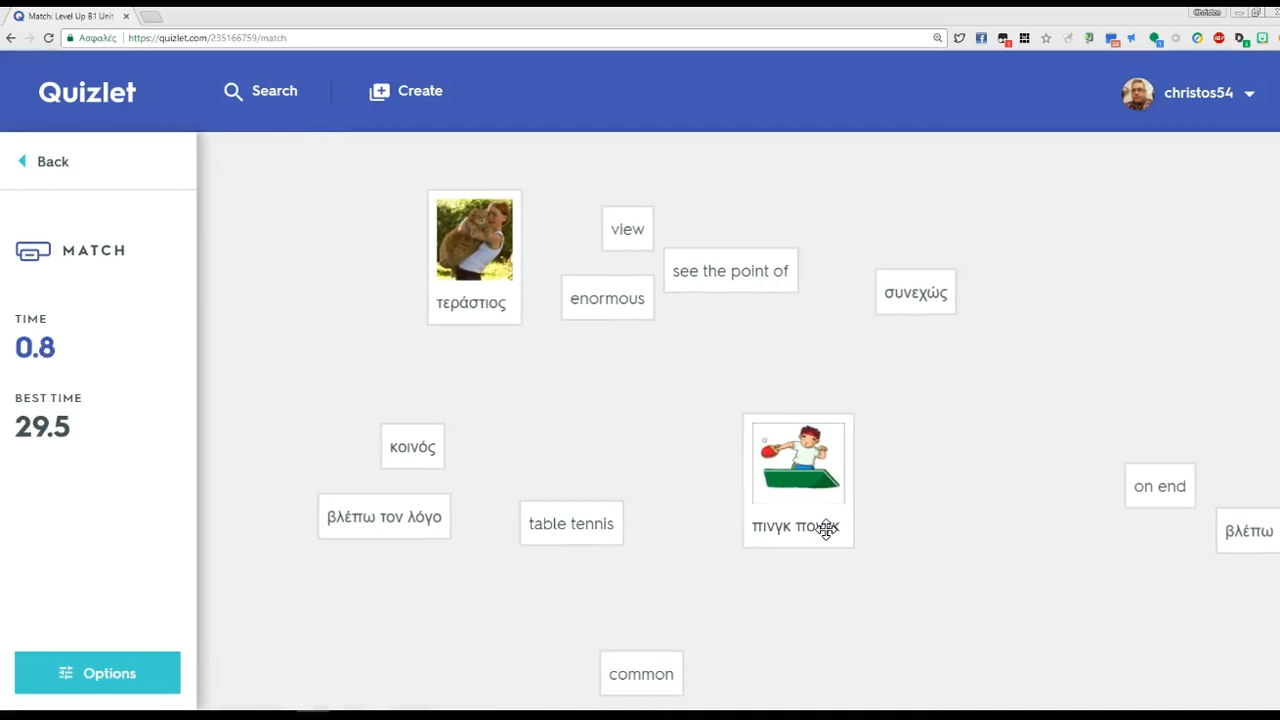 Match: Level Up B1 Unit
Christos
Ασφαλές
https://quizlet.com/235166759/match
Quizlet
Search
Create
christos54
Back
MATCH
TIME
0.8
BEST TIME
29.5
Options
view
see the point of
τεράστιος
enormous
συνεχώς
κοινός
βλέπω τον λόγο
table tennis
πινγκ
on end
βλέπω
common